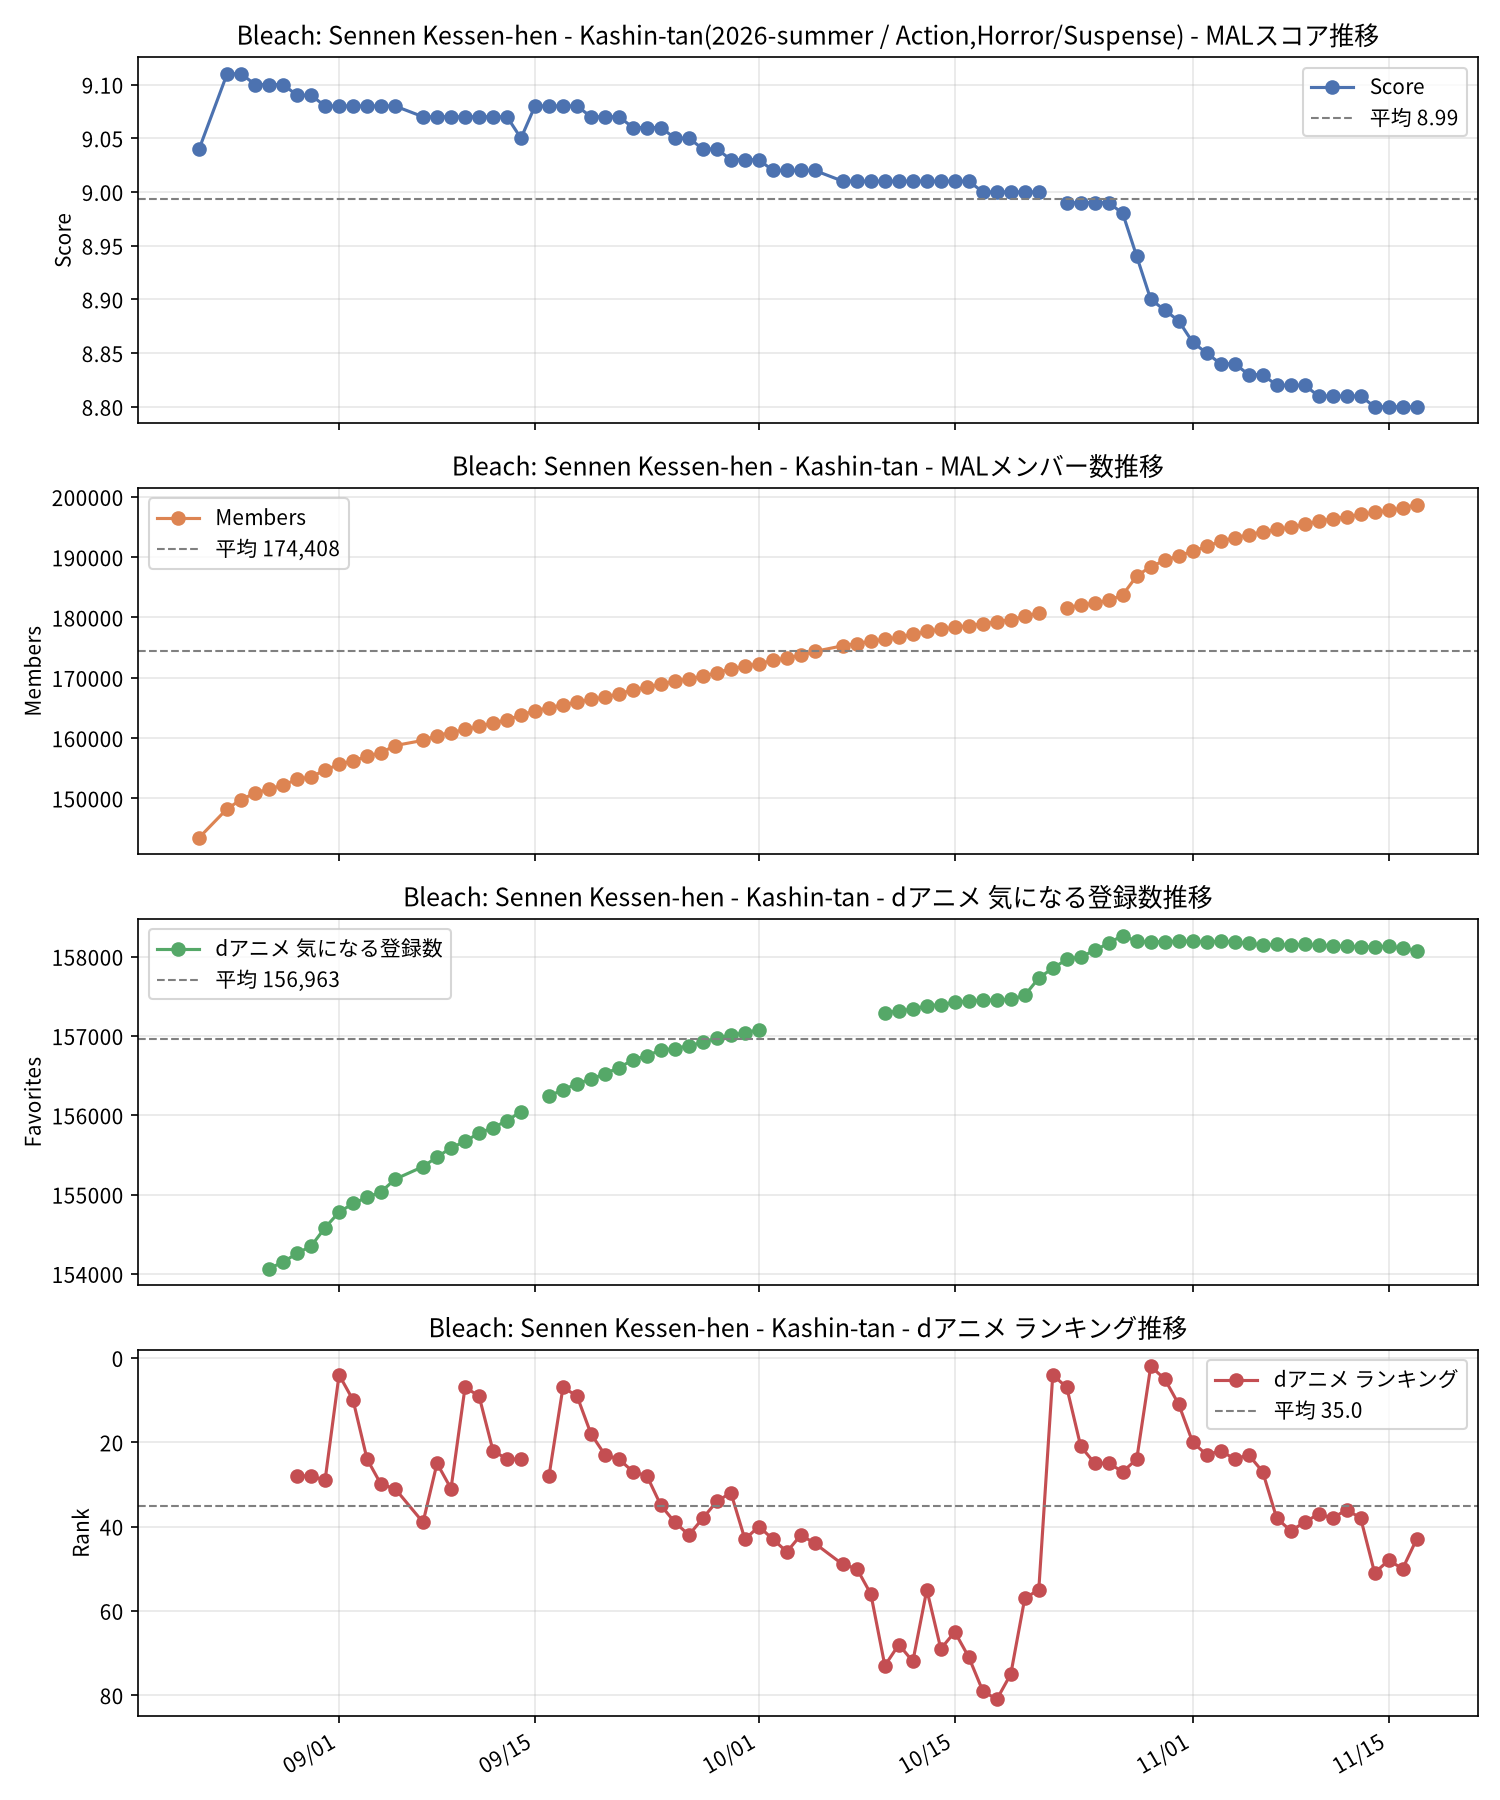 Bleach: Sennen Kessen-hen - Kashin-tan(2026-summer / Action,Horror/Suspense) - MALスコア推移
Score
平均 8.99
9.10
9.05
9.00
8.95
8.90
8.85
8.80
Score
Bleach: Sennen Kessen-hen - Kashin-tan - MALメンバー数推移
Members
平均 174,408
200000
190000
180000
170000
160000
150000
Members
Bleach: Sennen Kessen-hen - Kashin-tan - dアニメ 気になる登録数推移
dアニメ 気になる登録数
平均 156,963
158000
157000
156000
155000
154000
Favorites
Bleach: Sennen Kessen-hen - Kashin-tan - dアニメ ランキング推移
dアニメ ランキング
平均 35.0
0
20
40
60
80
Rank
09/01
09/15
10/01
10/15
11/01
11/15